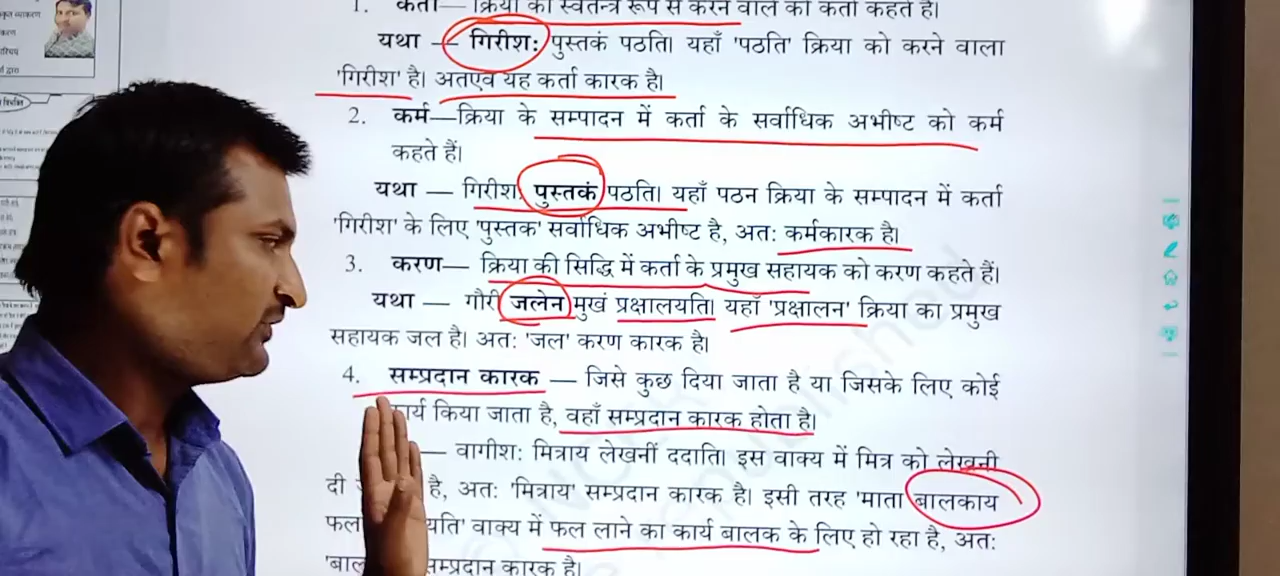 1. कर्ता— क्रिया को स्वतन्त्र रूप से करने वाले को कर्ता कहते हैं।
यथा — गिरीश: पुस्तकं पठति। यहाँ 'पठति' क्रिया को करने वाला
'गिरीश' है। अतएव यह कर्ता कारक है।
2. कर्म—क्रिया के सम्पादन में कर्ता के सर्वाधिक अभीष्ट को कर्म
कहते हैं।
यथा — गिरीश: पुस्तकं पठति। यहाँ पठन क्रिया के सम्पादन में कर्ता
'गिरीश' के लिए 'पुस्तक' सर्वाधिक अभीष्ट है, अत: कर्मकारक है।
3. करण— क्रिया की सिद्धि में कर्ता के प्रमुख सहायक को करण कहते हैं।
यथा — गौरी जलेन मुखं प्रक्षालयति। यहाँ 'प्रक्षालन' क्रिया का प्रमुख
सहायक जल है। अत: 'जल' करण कारक है।
4. सम्प्रदान कारक — जिसे कुछ दिया जाता है या जिसके लिए कोई
कार्य किया जाता है, वहाँ सम्प्रदान कारक होता है।
— वागीश: मित्राय लेखनीं ददाति। इस वाक्य में मित्र को लेखनी
दी है, अत: 'मित्राय' सम्प्रदान कारक है। इसी तरह 'माता बालकाय
फल यति' वाक्य में फल लाने का कार्य बालक के लिए हो रहा है, अत:
'बाल सम्प्रदान कारक है।